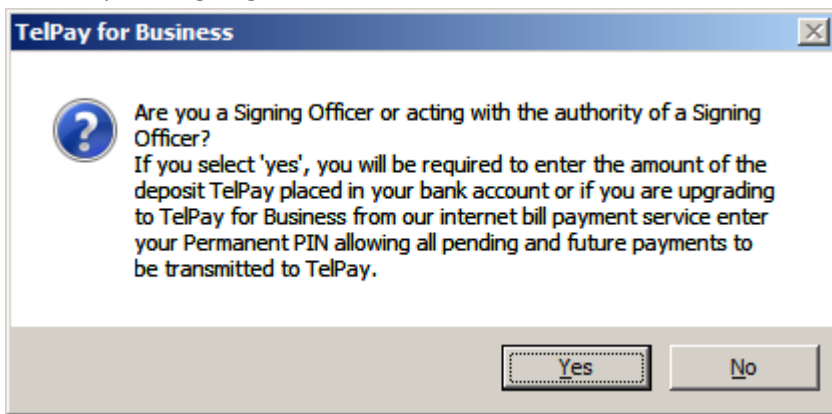 TelPay for Business
Are you a Signing Officer or acting with the authority of a Signing
Officer?
If you select 'yes', you will be required to enter the amount of the
deposit TelPay placed in your bank account or if you are upgrading
to TelPay for Business from our internet bill payment service enter
your Permanent PIN allowing all pending and future payments to
be transmitted to TelPay.
Yes No